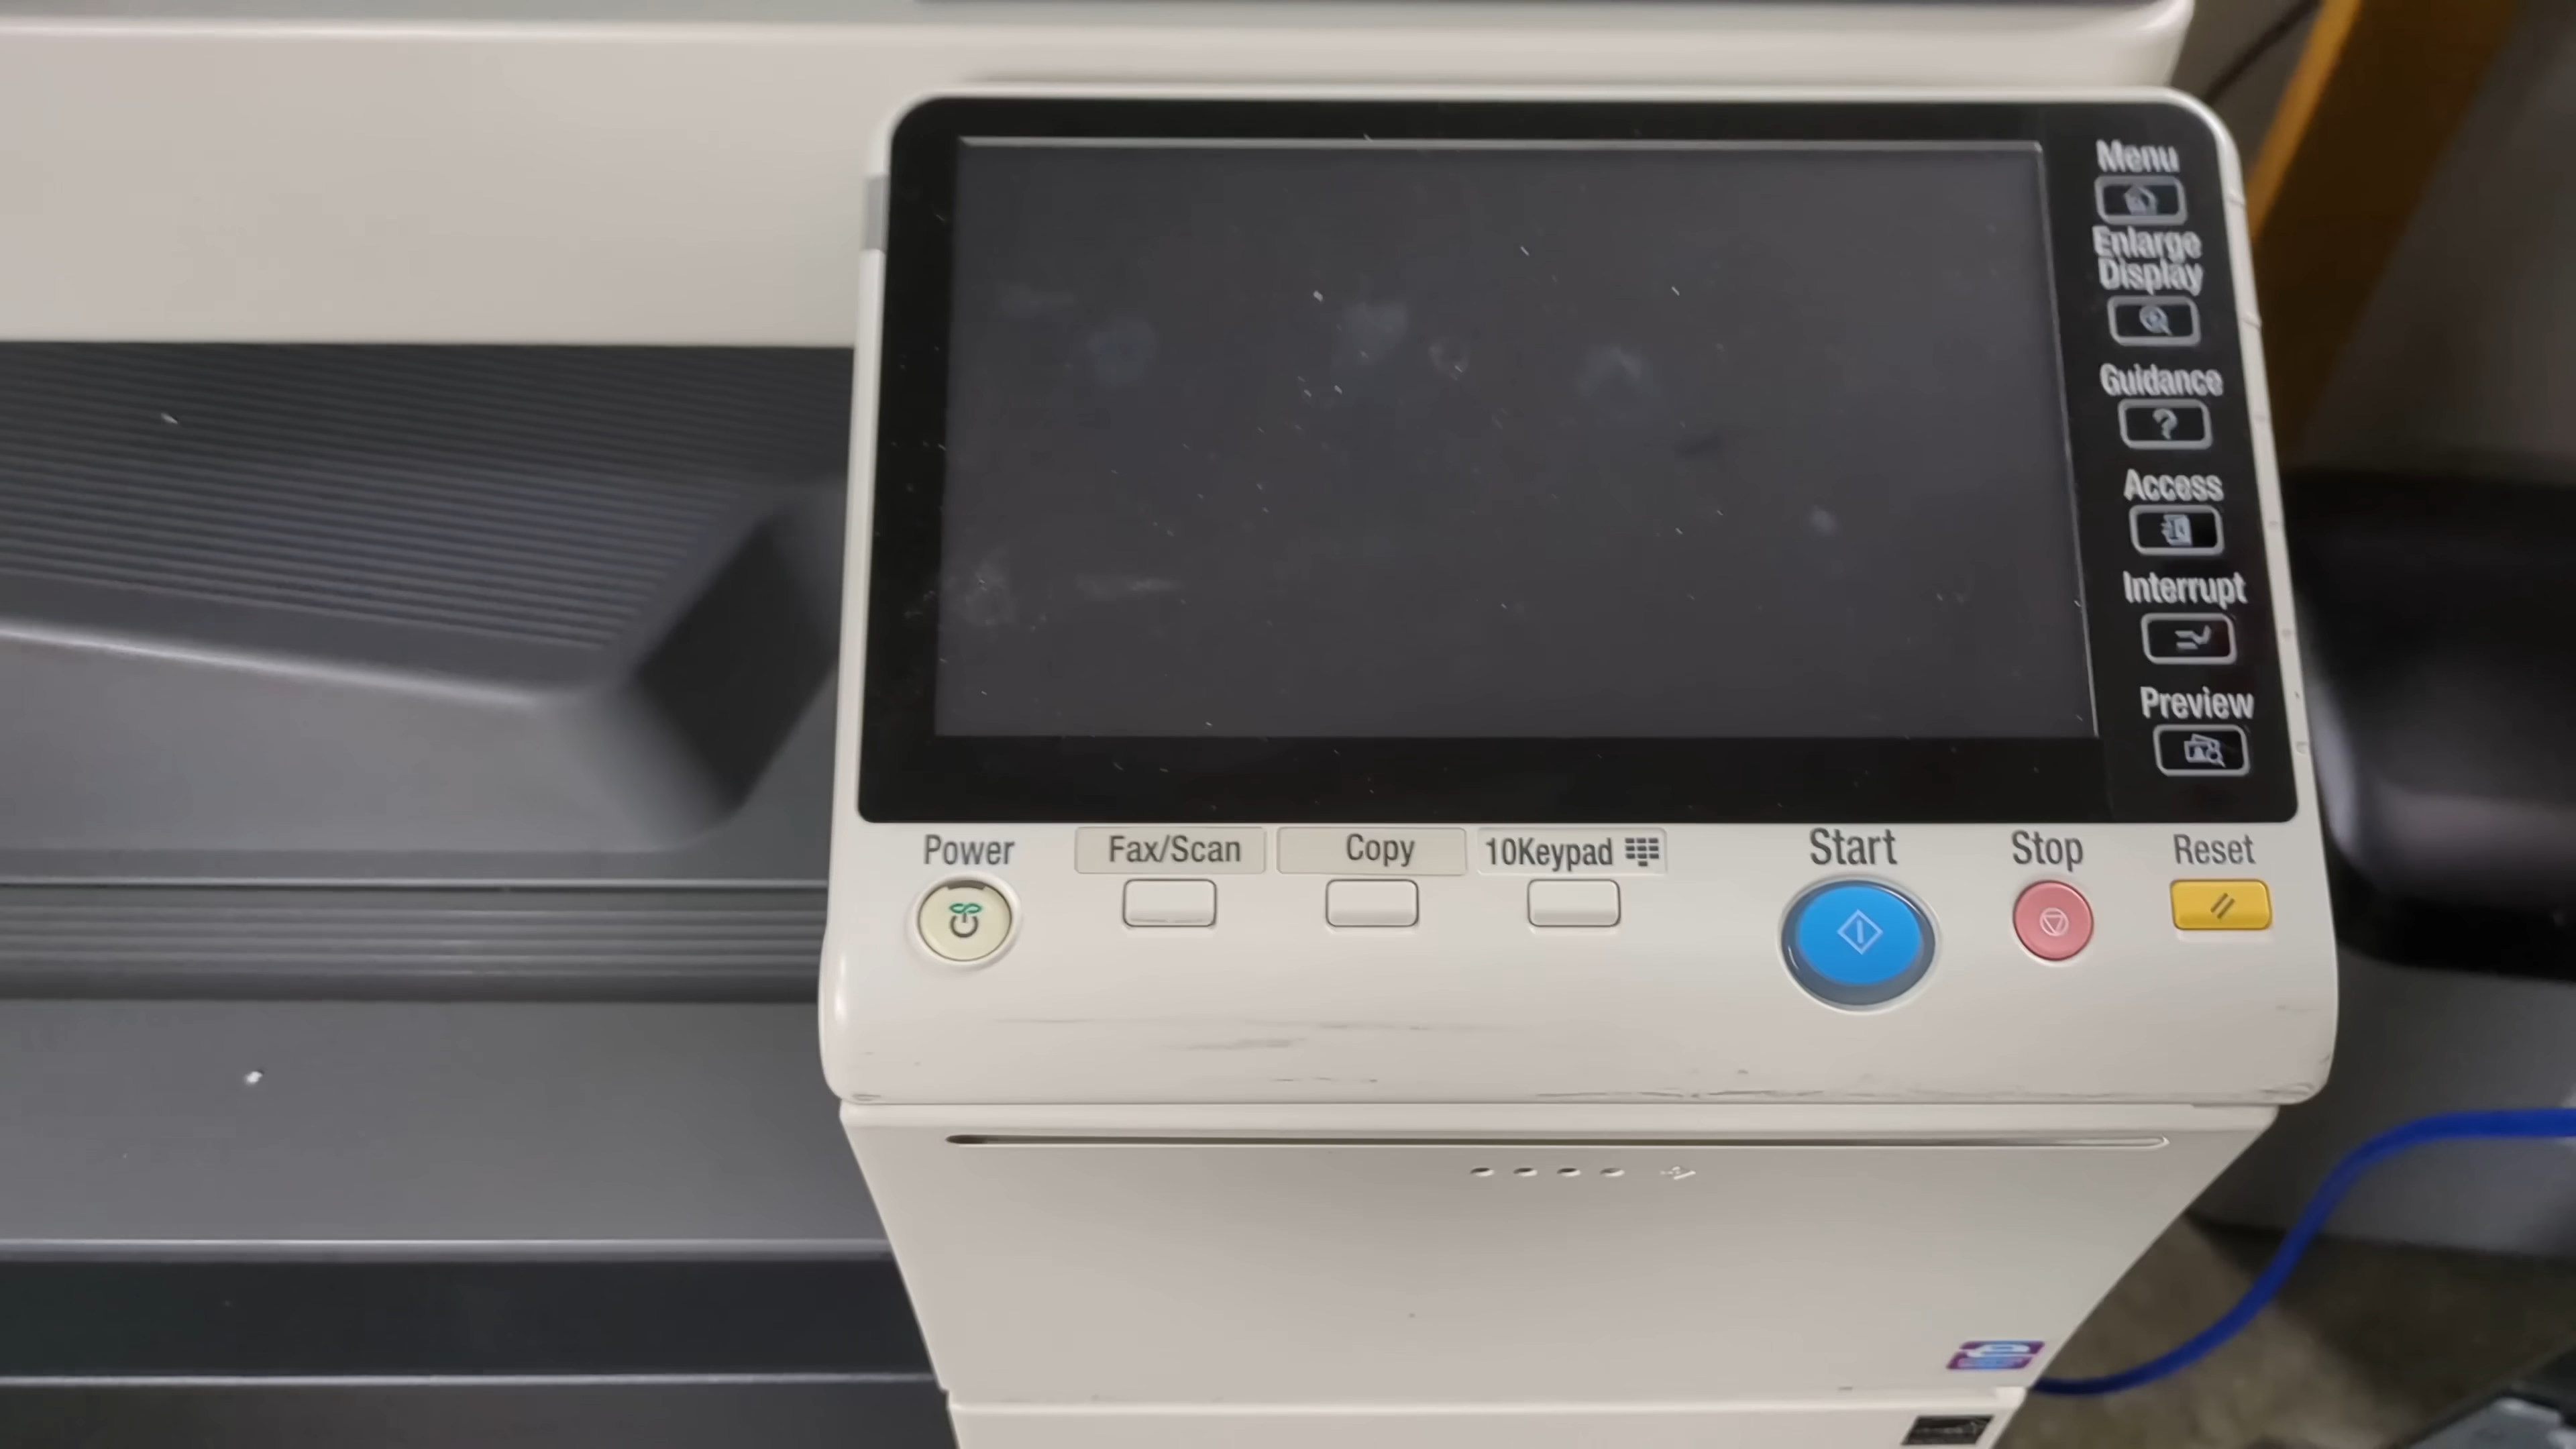 Menu
Enlarge
Display
Guidance
?
Access
Interrupt
Preview
Power
Fax/Scan
Copy
10Keypad
Start
Stop
Reset